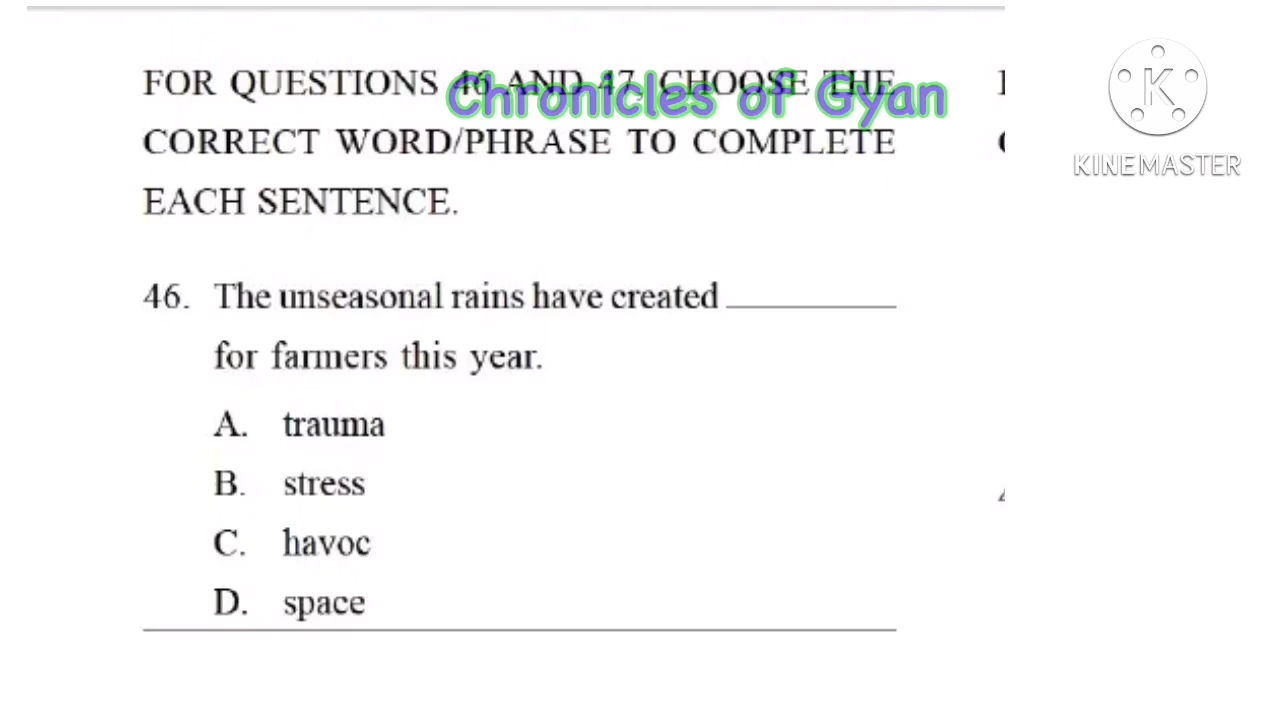 FOR QUESTIONS 46 AND 47, CHOOSE THE
Chronicles of Gyan
CORRECT WORD/PHRASE TO COMPLETE
EACH SENTENCE.
K
KINEMASTER
46. The unseasonal rains have created ________
for farmers this year.
A. trauma
B. stress
C. havoc
D. space